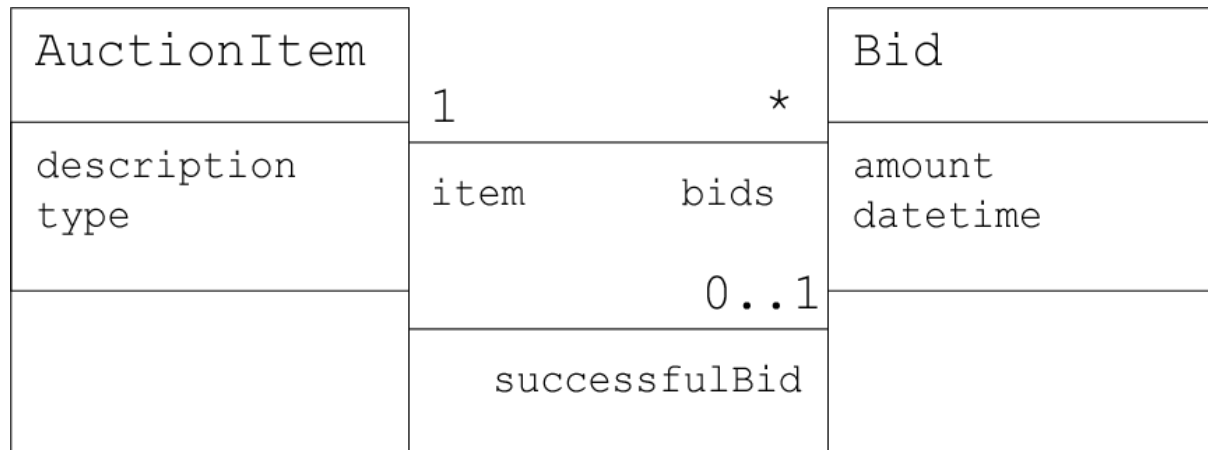 AuctionItem
description
type
1
*
item
bids
0..1
successfulBid
Bid
amount
datetime